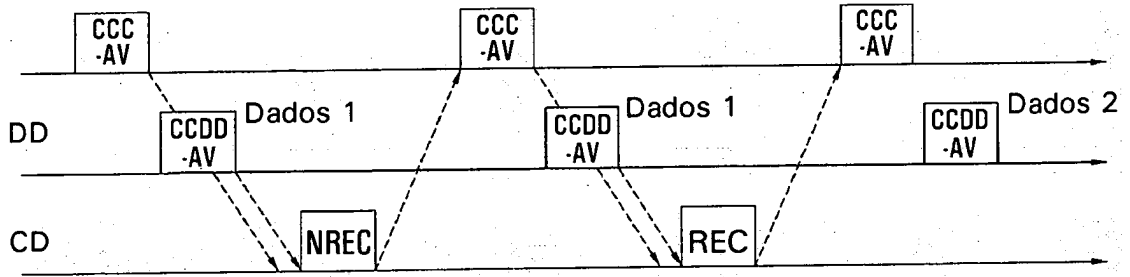 CCC
-AV
CCC
-AV
CCC
-AV
DD
CCDD
-AV
Dados 1
CCDD
-AV
Dados 1
CCDD
-AV
Dados 2
CD
NREC
REC